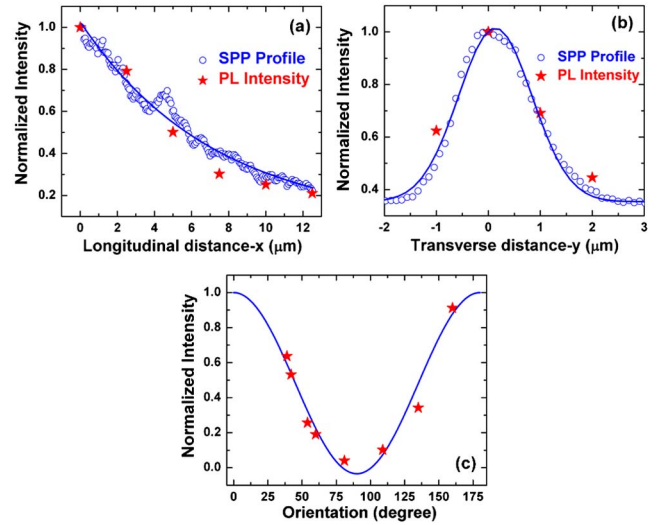 (a)
SPP Profile
PL Intensity
Normalized Intensity
1.0
0.8
0.6
0.4
0.2
0 2 4 6 8 10 12
Longitudinal distance-x (μm)
(b)
SPP Profile
PL Intensity
Normalized Intensity
1.0
0.8
0.6
0.4
-2 -1 0 1 2 3
Transverse distance-y (μm)
Normalized Intensity
1.0
0.8
0.6
0.4
0.2
0.0
(c)
0 25 50 75 100 125 150 175
Orientation (degree)